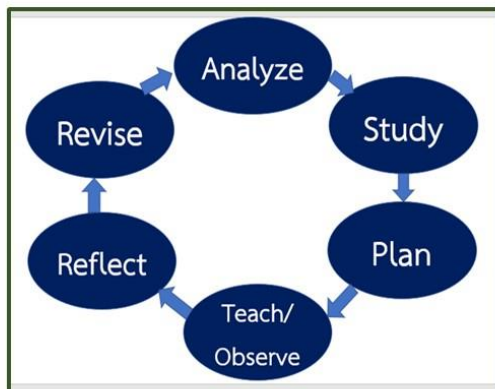 Analyze
Study
Plan
Teach/
Observe
Reflect
Revise